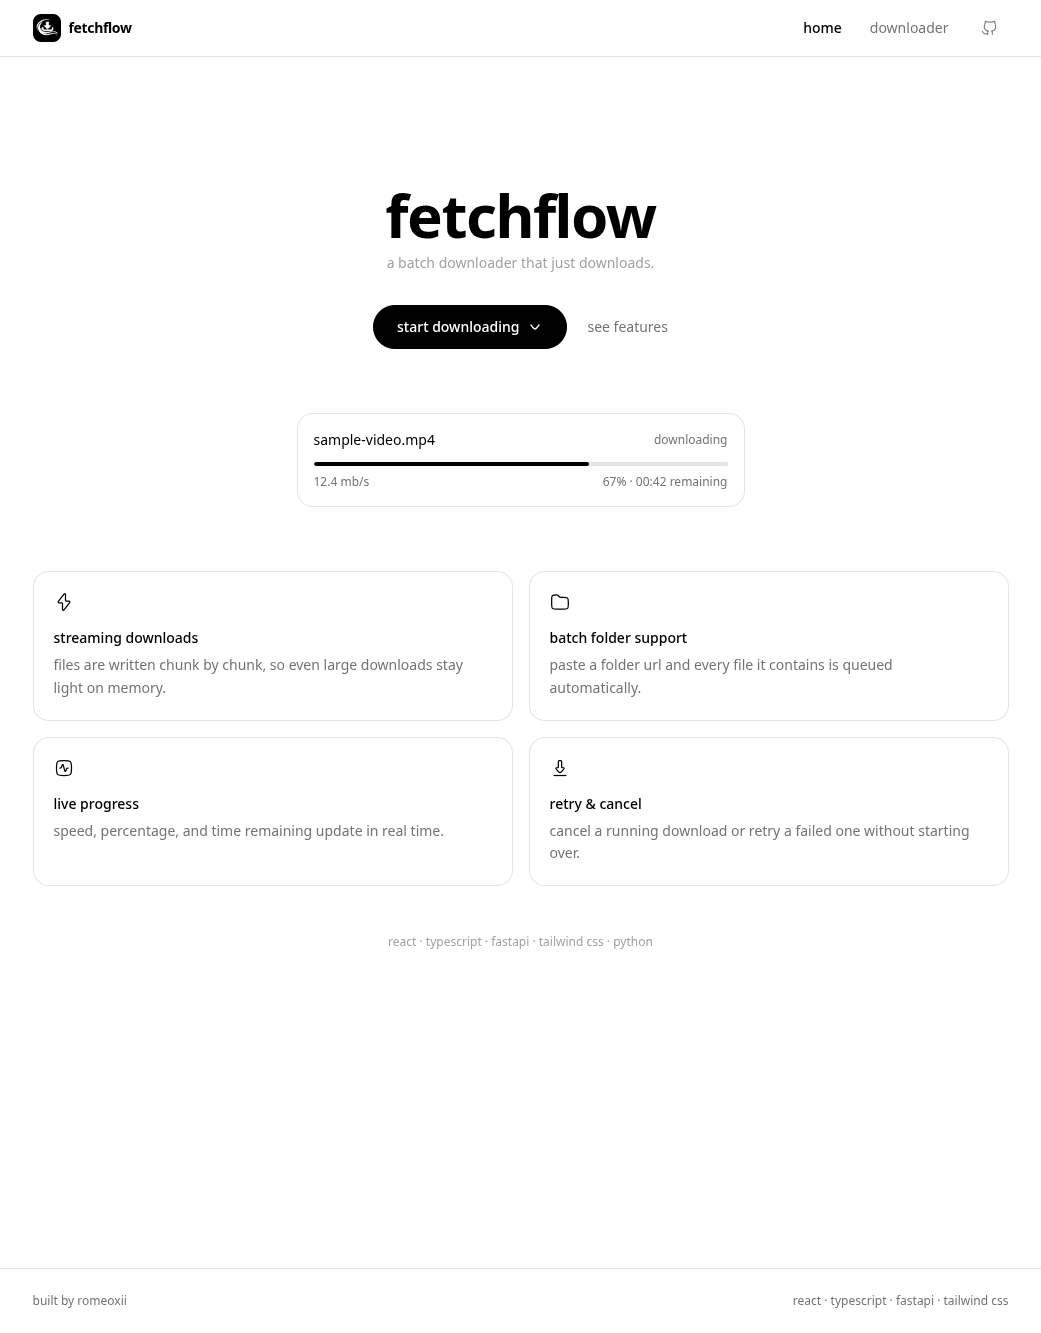 fetchflow
home
downloader
fetchflow
a batch downloader that just downloads.
start downloading
see features
sample-video.mp4
downloading
12.4 mb/s
67% · 00:42 remaining
streaming downloads
files are written chunk by chunk, so even large downloads stay
light on memory.
batch folder support
paste a folder url and every file it contains is queued
automatically.
live progress
speed, percentage, and time remaining update in real time.
retry & cancel
cancel a running download or retry a failed one without starting
over.
react · typescript · fastapi · tailwind css · python
built by romeoxii
react · typescript · fastapi · tailwind css